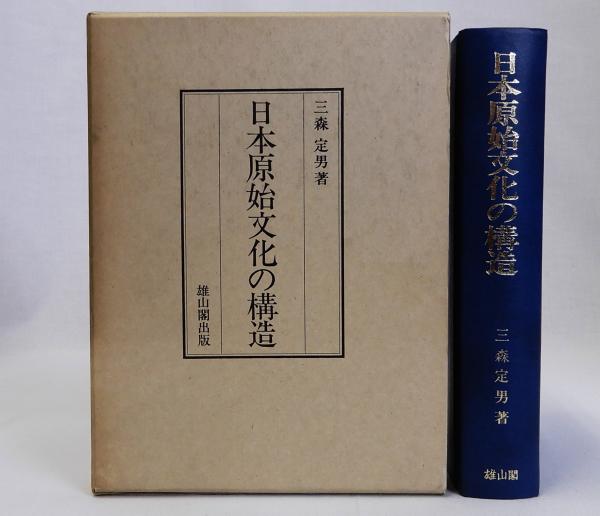 三森定男著
日本原始文化の構造
雄山閣出版
日本原始文化の構造
三森定男著
雄山閣